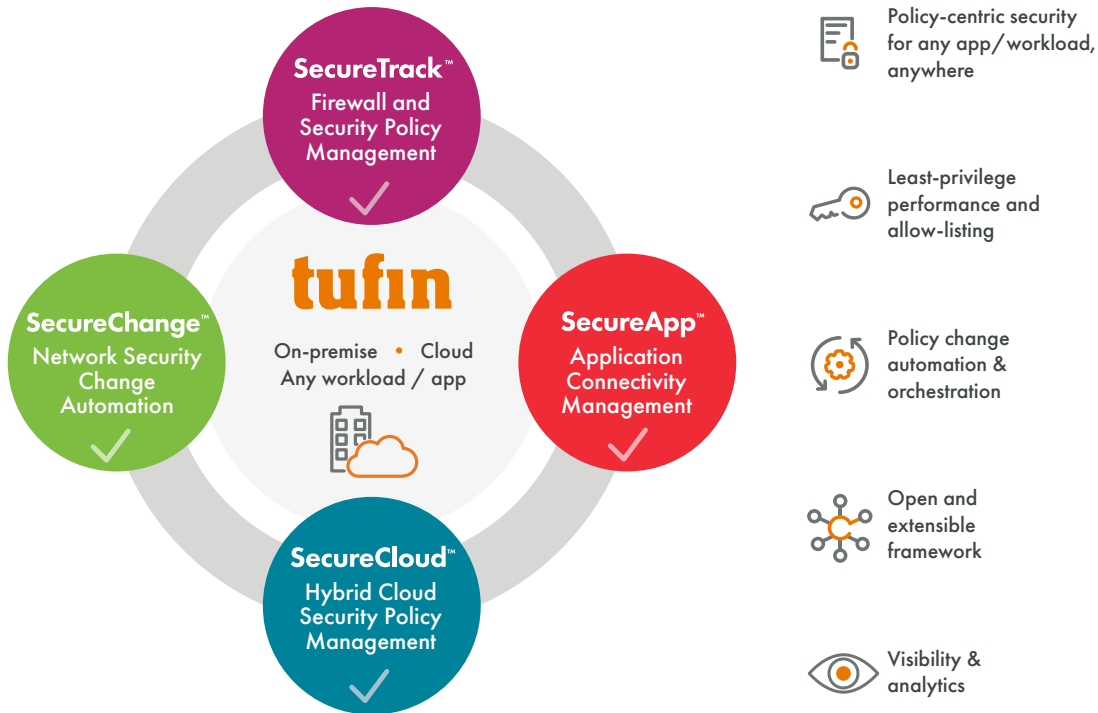 SecureTrack™
Firewall and
Security Policy
Management
tufin
On-premise • Cloud
Any workload / app
SecureChange™
Network Security
Change
Automation
SecureApp™
Application
Connectivity
Management
SecureCloud™
Hybrid Cloud
Security Policy
Management
Policy-centric security
for any app/workload,
anywhere
Least-privilege
performance and
allow-listing
Policy change
automation &
orchestration
Open and
extensible
framework
Visibility &
analytics